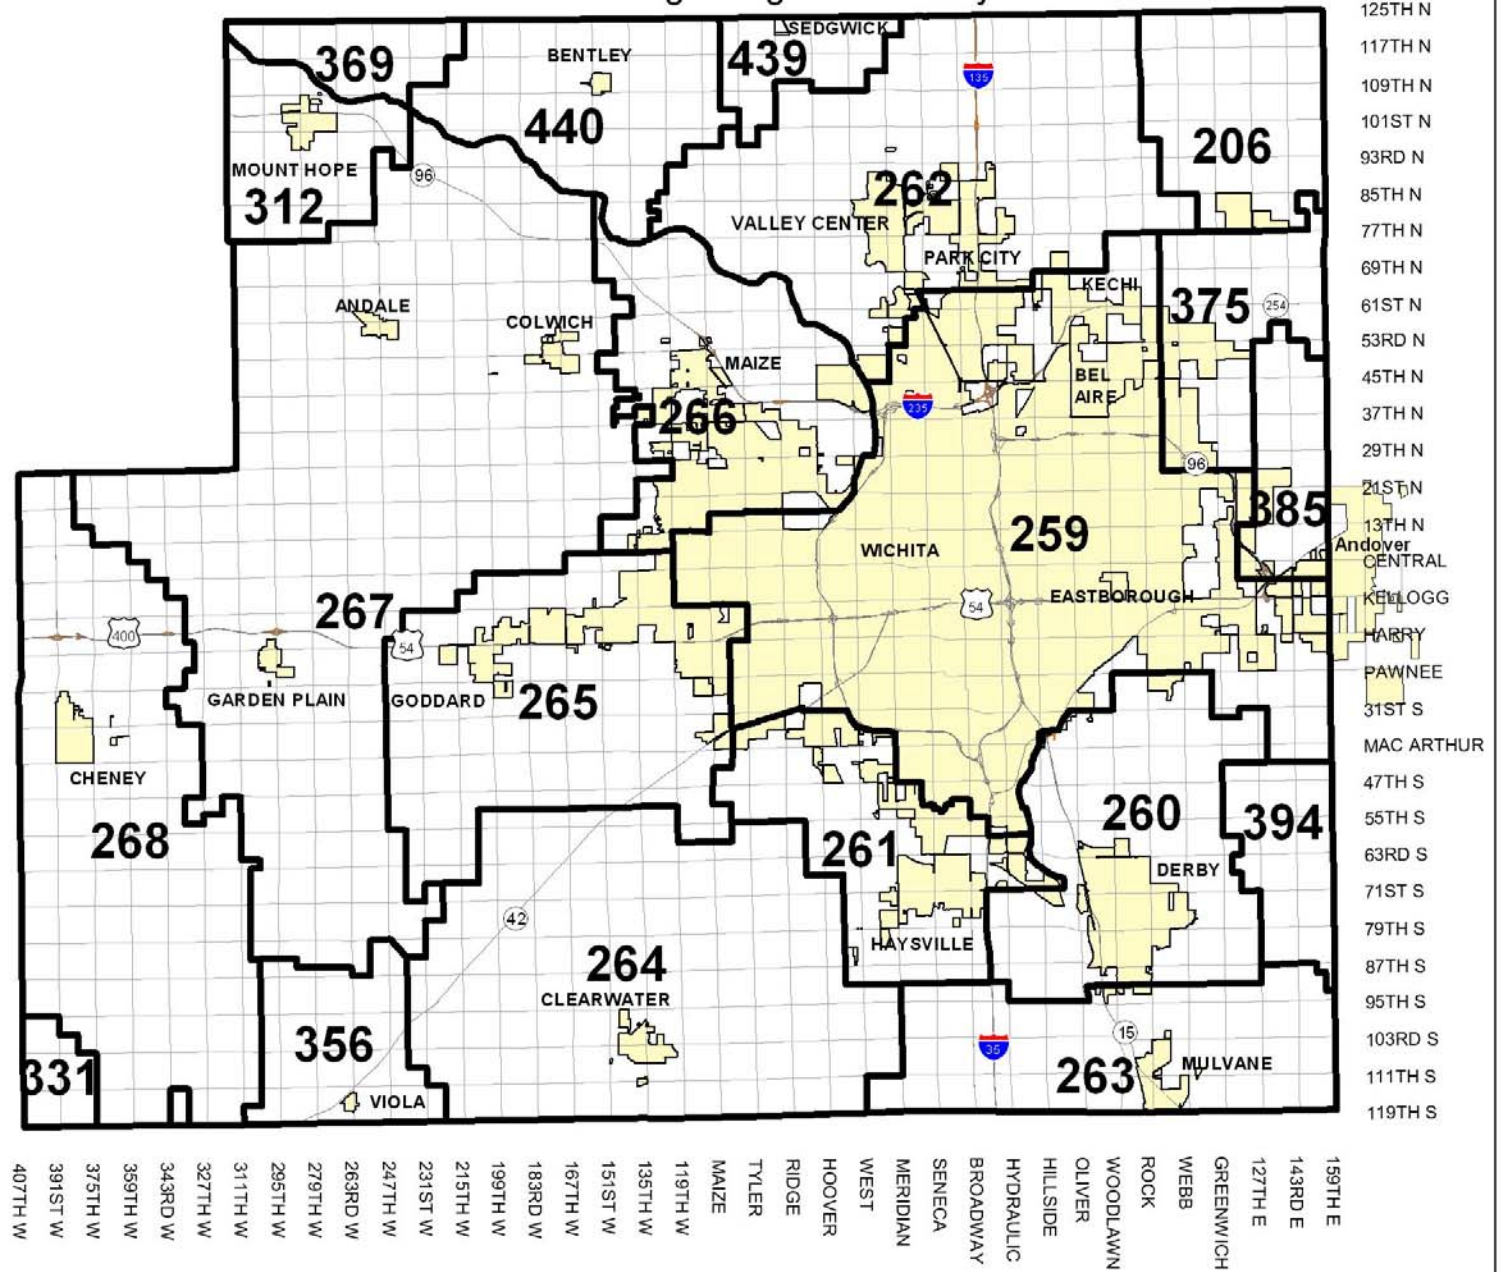 SEDGWICK
369
BENTLEY
439
135
440
MOUNT HOPE
96
312
206
262
VALLEY CENTER
PARK CITY
KECHI
375
254
ANDALE
COLWICH
MAIZE
BEL
AIRE
266
235
96
385
259
WICHITA
Andover
54
EASTBOROUGH
267
400
54
GARDEN PLAIN
GODDARD
265
CHENEY
268
260
394
261
DERBY
42
HAYSVILLE
264
CLEARWATER
356
331
VIOLA
35
15
263
MULVANE
125TH N
117TH N
109TH N
101ST N
93RD N
85TH N
77TH N
69TH N
61ST N
53RD N
45TH N
37TH N
29TH N
21ST N
13TH N
CENTRAL
KELLOGG
HARRY
PAWNEE
31ST S
MAC ARTHUR
47TH S
55TH S
63RD S
71ST S
79TH S
87TH S
95TH S
103RD S
111TH S
119TH S
407TH W
391ST W
375TH W
359TH W
343RD W
327TH W
311TH W
295TH W
279TH W
263RD W
247TH W
231ST W
215TH W
199TH W
183RD W
167TH W
151ST W
135TH W
119TH W
MAIZE
TYLER
RIDGE
HOOVER
WEST
MERIDIAN
SENECA
BROADWAY
HYDRAULIC
HILLSIDE
OLIVER
WOODLAWN
ROCK
WEBB
GREENWICH
127TH E
143RD E
159TH E